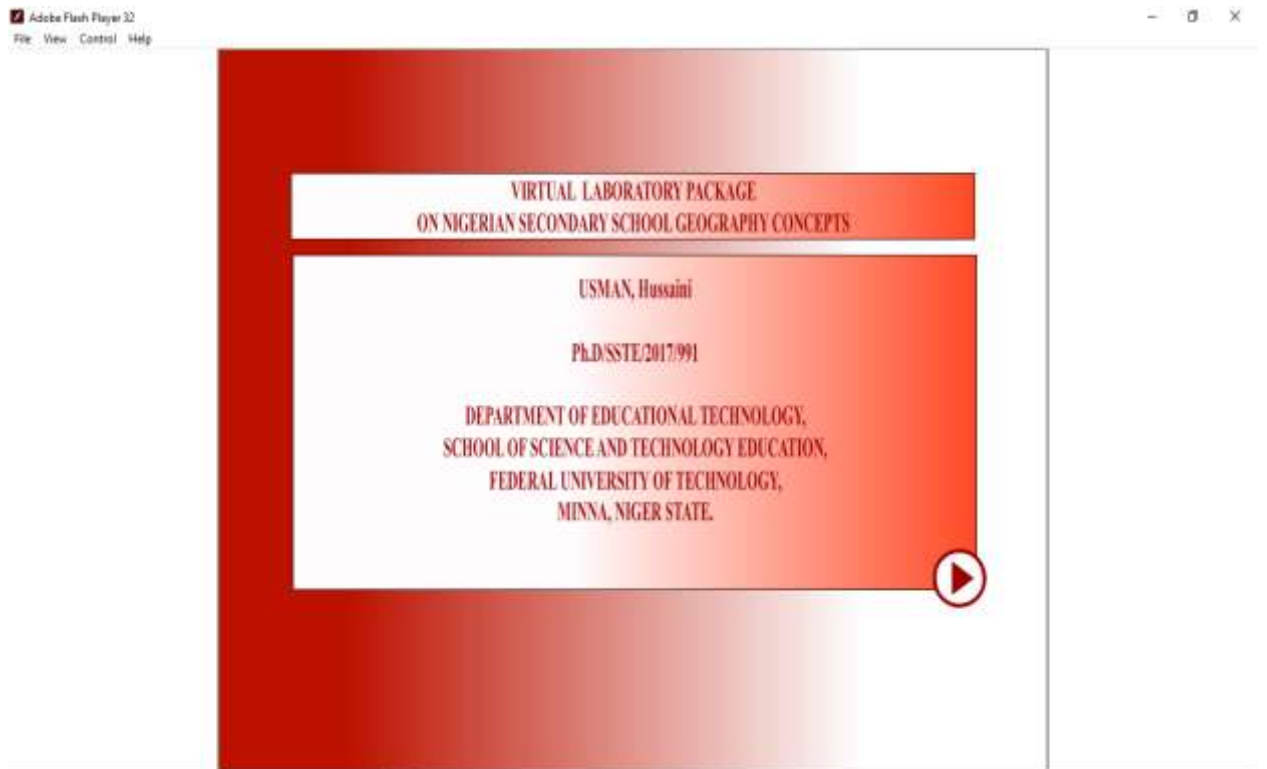 Adobe Flash Player 32
File View Control Help
VIRTUAL LABORATORY PACKAGE
ON NIGERIAN SECONDARY SCHOOL GEOGRAPHY CONCEPTS
USMAN, Hussaini
Ph.D/SSTE/2017/991
DEPARTMENT OF EDUCATIONAL TECHNOLOGY,
SCHOOL OF SCIENCE AND TECHNOLOGY EDUCATION,
FEDERAL UNIVERSITY OF TECHNOLOGY,
MINNA, NIGER STATE.